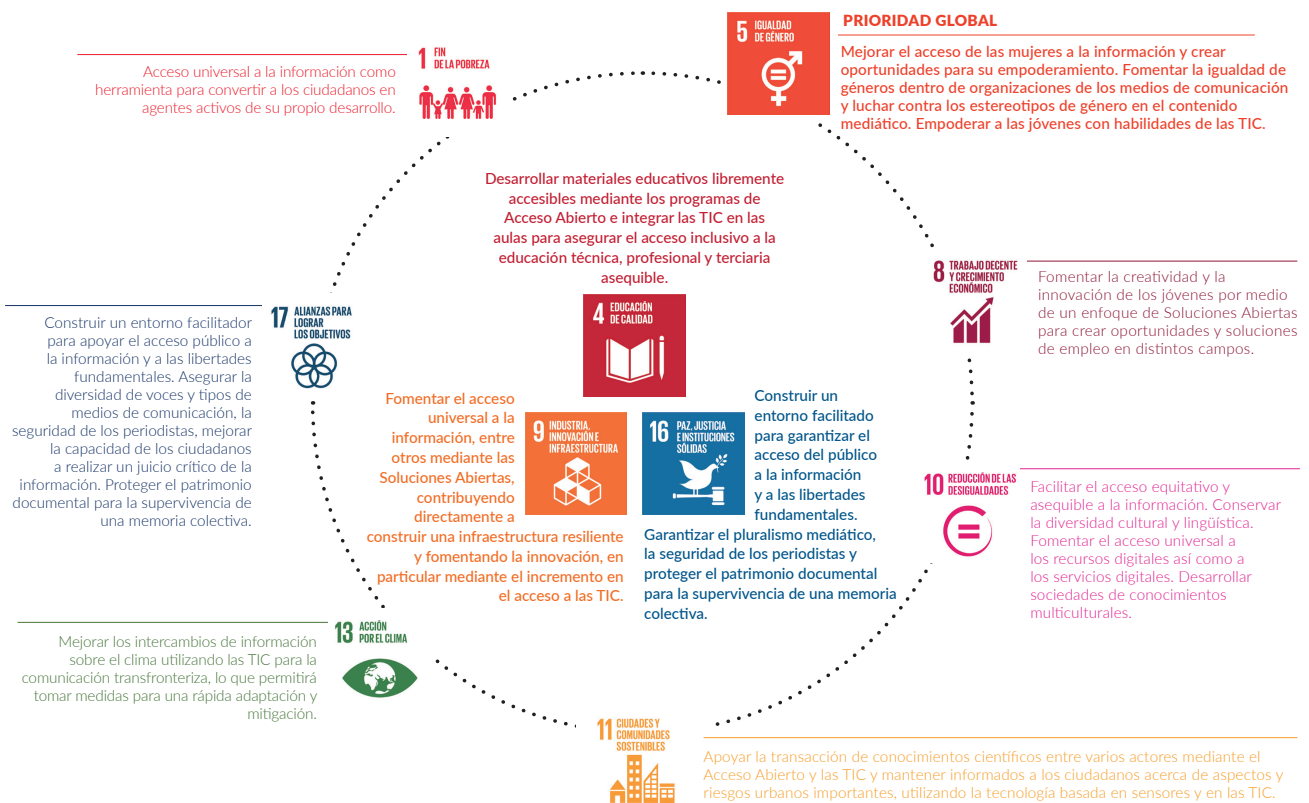 1 FIN
DE LA POBREZA
Acceso universal a la información como
herramienta para convertir a los ciudadanos en
agentes activos de su propio desarrollo.
5 IGUALDAD
DE GÉNERO
PRIORIDAD GLOBAL
Mejorar el acceso de las mujeres a la información y crear
oportunidades para su empoderamiento. Fomentar la igualdad de
géneros dentro de organizaciones de los medios de comunicación
y luchar contra los estereotipos de género en el contenido
mediático. Empoderar a las jóvenes con habilidades de las TIC.
Desarrollar materiales educativos libremente
accesibles mediante los programas de
Acceso Abierto e integrar las TIC en las
aulas para asegurar el acceso inclusivo a la
educación técnica, profesional y terciaria
asequible.
4 EDUCACIÓN
DE CALIDAD
8 TRABAJO DECENTE
Y CRECIMIENTO
ECONÓMICO
Fomentar la creatividad y la
innovación de los jóvenes por medio
de un enfoque de Soluciones Abiertas
para crear oportunidades y soluciones
de empleo en distintos campos.
17 ALIANZAS PARA
LOGRAR
LOS OBJETIVOS
Construir un entorno facilitador
para apoyar el acceso público a
la información y a las libertades
fundamentales. Asegurar la
diversidad de voces y tipos de
medios de comunicación, la
seguridad de los periodistas, mejorar
la capacidad de los ciudadanos
a realizar un juicio crítico de la
información. Proteger el patrimonio
documental para la supervivencia de
una memoria colectiva.
Fomentar el acceso
universal a la
información, entre
otros mediante las
Soluciones Abiertas,
contribuyendo
directamente a
construir una infraestructura resiliente
y fomentando la innovación, en
particular mediante el incremento en
el acceso a las TIC.
9 INDUSTRIA,
INNOVACIÓN E
INFRAESTRUCTURA
16 PAZ, JUSTICIA
E INSTITUCIONES
SÓLIDAS
Construir un
entorno facilitado
para garantizar el
acceso del público
a la información
y a las libertades
fundamentales.
Garantizar el pluralismo mediático,
la seguridad de los periodistas y
proteger el patrimonio documental
para la supervivencia de una memoria
colectiva.
10 REDUCCIÓN DE LAS
DESIGUALDADES
Facilitar el acceso equitativo y
asequible a la información. Conservar
la diversidad cultural y lingüística.
Fomentar el acceso universal a
los recursos digitales así como a
los servicios digitales. Desarrollar
sociedades de conocimientos
multiculturales.
13 ACCIÓN
POR EL CLIMA
Mejorar los intercambios de información
sobre el clima utilizando las TIC para la
comunicación transfronteriza, lo que permitirá
tomar medidas para una rápida adaptación y
mitigación.
11 CIUDADES Y
COMUNIDADES
SOSTENIBLES
Apoyar la transacción de conocimientos científicos entre varios actores mediante el
Acceso Abierto y las TIC y mantener informados a los ciudadanos acerca de aspectos y
riesgos urbanos importantes, utilizando la tecnología basada en sensores y en las TIC.